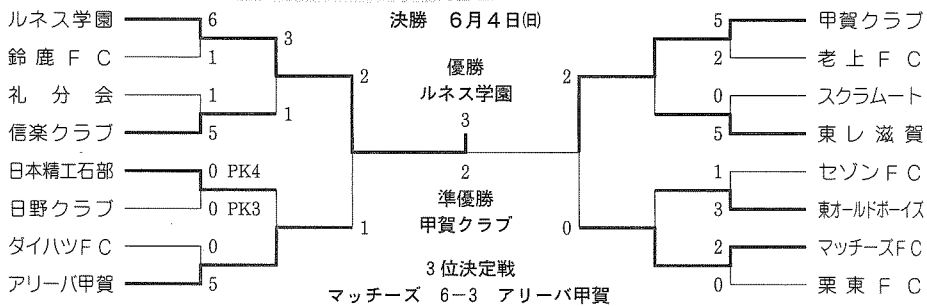 決勝 6月4日㈰
優勝
ルネス学園
3
2
準優勝
甲賀クラブ
3位決定戦
マッチーズ 6−3 アリーバ甲賀
ルネス学園 6
鈴鹿FC 1
3
礼分会 1
信楽クラブ 5
1
2
日本精工石部 0 PK4
日野クラブ 0 PK3
ダイハツFC 0
アリーバ甲賀 5
1
5 甲賀クラブ
2 老上FC
0 スクラムート
5 東レ滋賀
2
1 セゾンFC
3 東オールドボーイズ
2 マッチーズFC
0 栗東FC
0